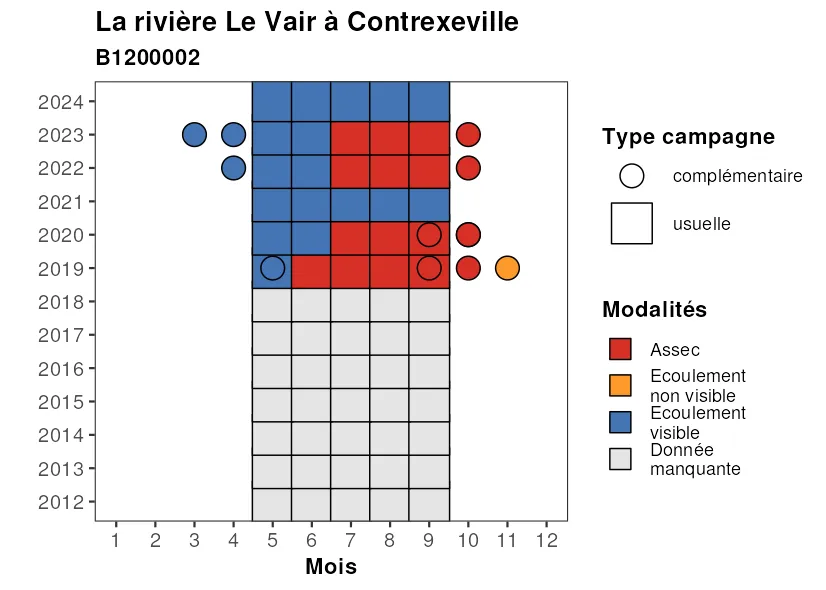 La rivière Le Vair à Contrexeville
B1200002
2024
2023
2022
2021
2020
2019
2018
2017
2016
2015
2014
2013
2012
1 2 3 4 5 6 7 8 9 10 11 12
Mois
Type campagne
complémentaire
usuelle
Modalités
Assec
Ecoulement
non visible
Ecoulement
visible
Donnée
manquante